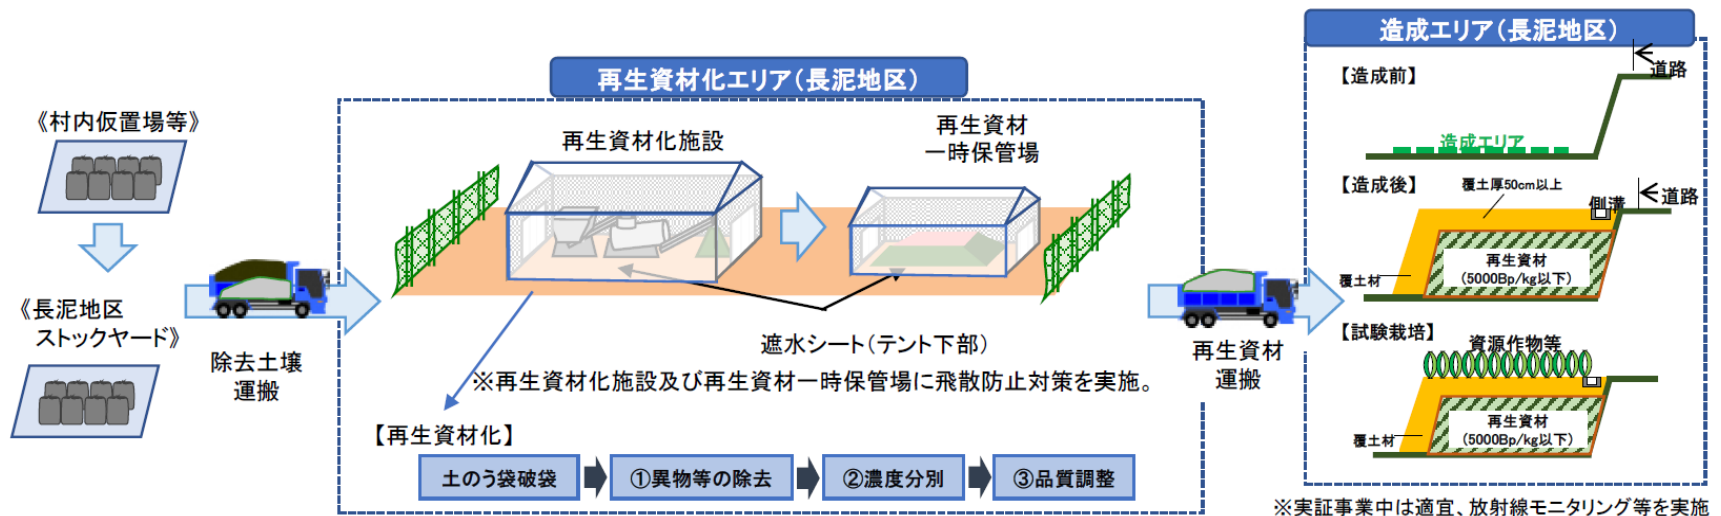 《村内仮置場等》
《長泥地区
ストックヤード》
除去土壌
運搬
再生資材化エリア(長泥地区)
再生資材化施設
再生資材
一時保管場
遮水シート(テント下部)
※再生資材化施設及び再生資材一時保管場に飛散防止対策を実施。
【再生資材化】
土のう袋破袋
①異物等の除去
②濃度分別
③品質調整
再生資材
運搬
造成エリア(長泥地区)
【造成前】
道路
造成エリア
【造成後】
覆土厚50cm以上
側溝
道路
再生資材
(5000Bp/kg以下)
覆土材
【試験栽培】
資源作物等
再生資材
(5000Bp/kg以下)
覆土材
※実証事業中は適宜、放射線モニタリング等を実施